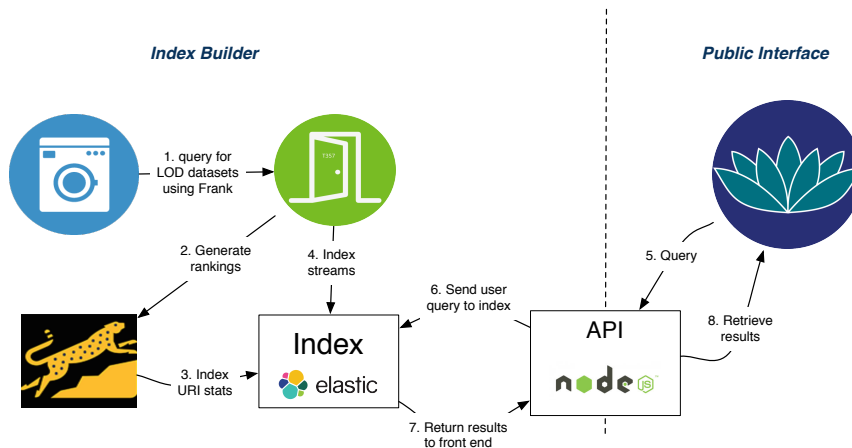 Index Builder
Public Interface
1. query for
LOD datasets
using Frank
T357
2. Generate
rankings
4. Index
streams
5. Query
6. Send user
query to index
8. Retrieve
results
3. Index
URI stats
Index
elastic
API
node
JS
7. Return results
to front end